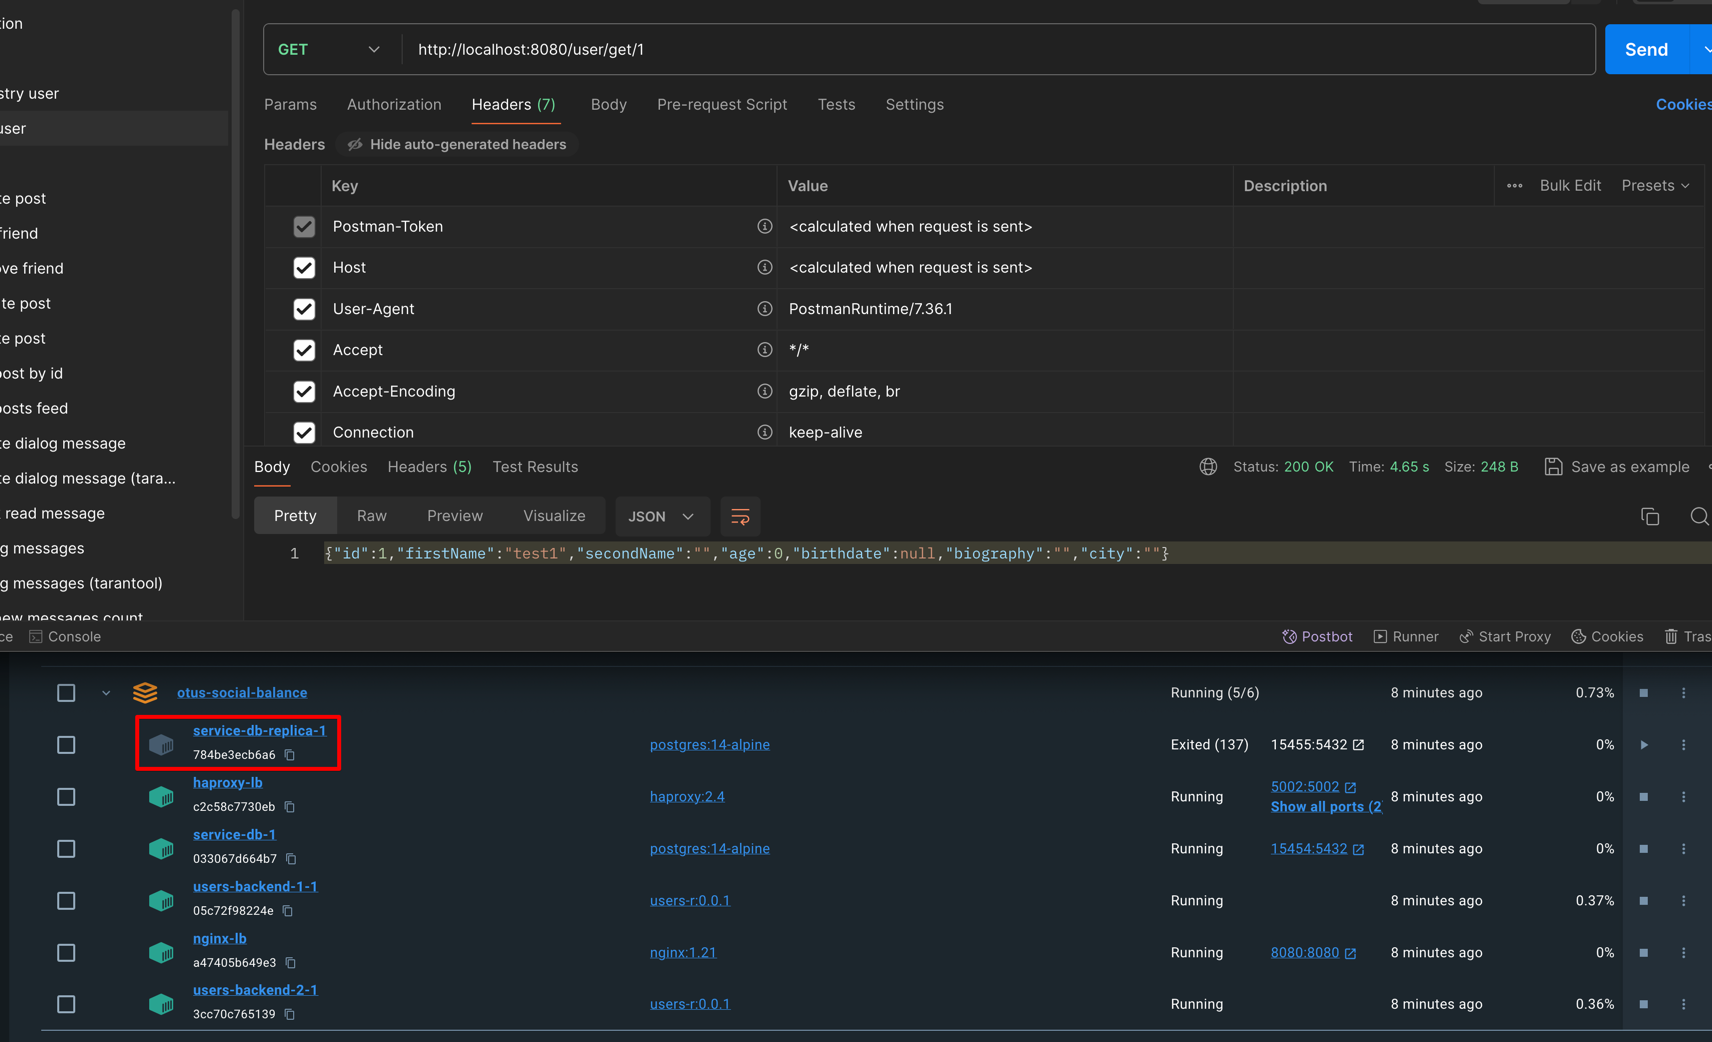 tion
stry user
user
te post
friend
ove friend
te post
te post
post by id
posts feed
te dialog message
te dialog message (tara...
read message
g messages
g messages (tarantool)
new messages count
GET
http://localhost:8080/user/get/1
Send
Params Authorization Headers (7) Body Pre-request Script Tests Settings Cookies
Headers Hide auto-generated headers
Key Value Description ••• Bulk Edit Presets
Postman-Token <calculated when request is sent>
Host <calculated when request is sent>
User-Agent PostmanRuntime/7.36.1
Accept */*
Accept-Encoding gzip, deflate, br
Connection keep-alive
Body Cookies Headers (5) Test Results Status: 200 OK Time: 4.65 s Size: 248 B Save as example
Pretty Raw Preview Visualize JSON
1 {"id":1,"firstName":"test1","secondName":"","age":0,"birthdate":null,"biography":"","city":""}
ce Console Postbot Runner Start Proxy Cookies Tras
otus-social-balance Running (5/6) 8 minutes ago 0.73%
service-db-replica-1
784be3ecb6a6
postgres:14-alpine Exited (137) 15455:5432 8 minutes ago 0%
haproxy-lb
c2c58c7730eb
haproxy:2.4 Running 5002:5002 8 minutes ago 0%
Show all ports (2)
service-db-1
033067d664b7
postgres:14-alpine Running 15454:5432 8 minutes ago 0%
users-backend-1-1
05c72f98224e
users-r:0.0.1 Running 8 minutes ago 0.37%
nginx-lb
a47405b649e3
nginx:1.21 Running 8080:8080 8 minutes ago 0%
users-backend-2-1
3cc70c765139
users-r:0.0.1 Running 8 minutes ago 0.36%